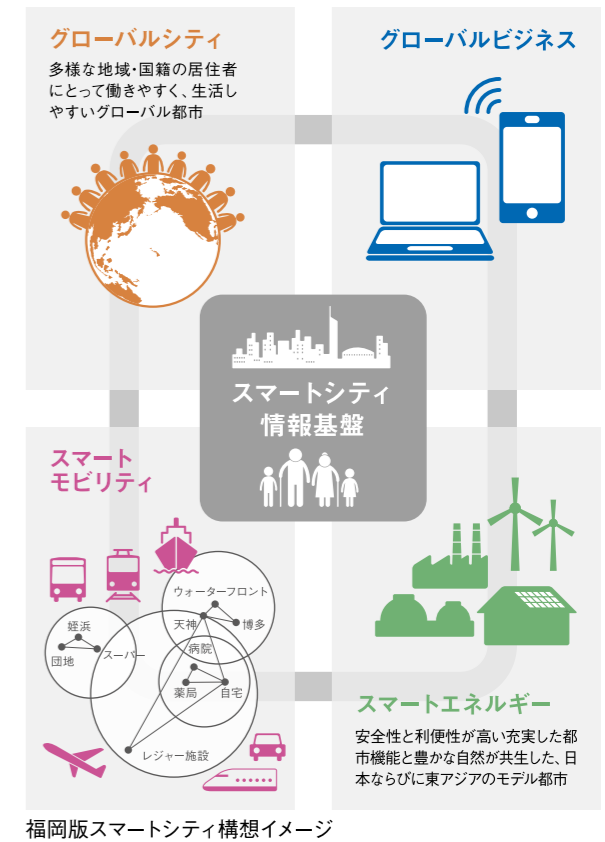 グローバルシティ
多様な地域・国籍の居住者
にとって働きやすく、生活し
やすいグローバル都市
グローバルビジネス
スマートシティ
情報基盤
スマート
モビリティ
ウォーターフロント
天神
博多
姪浜
団地
スーパー
病院
薬局
自宅
レジャー施設
スマートエネルギー
安全性と利便性が高い充実した都
市機能と豊かな自然が共生した、日
本ならびに東アジアのモデル都市
福岡版スマートシティ構想イメージ